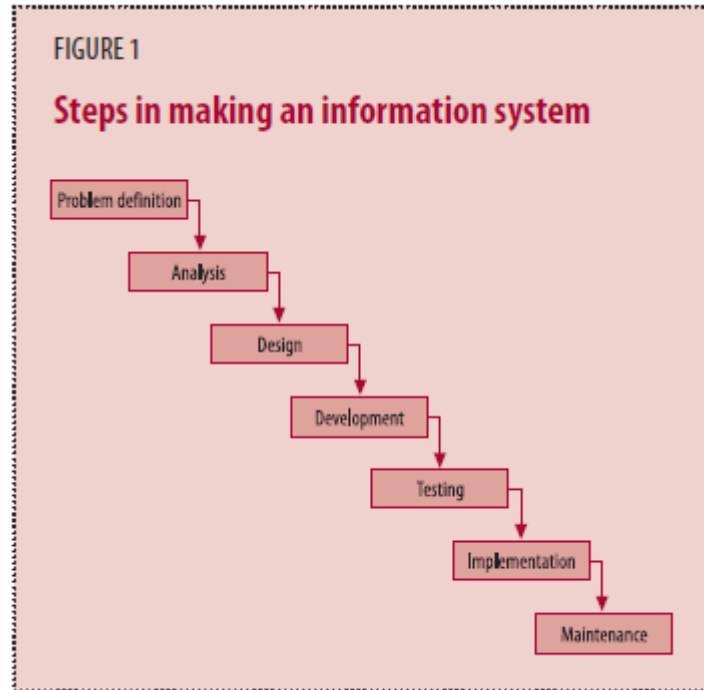 FIGURE 1
Steps in making an information system
Problem definition
Analysis
Design
Development
Testing
Implementation
Maintenance